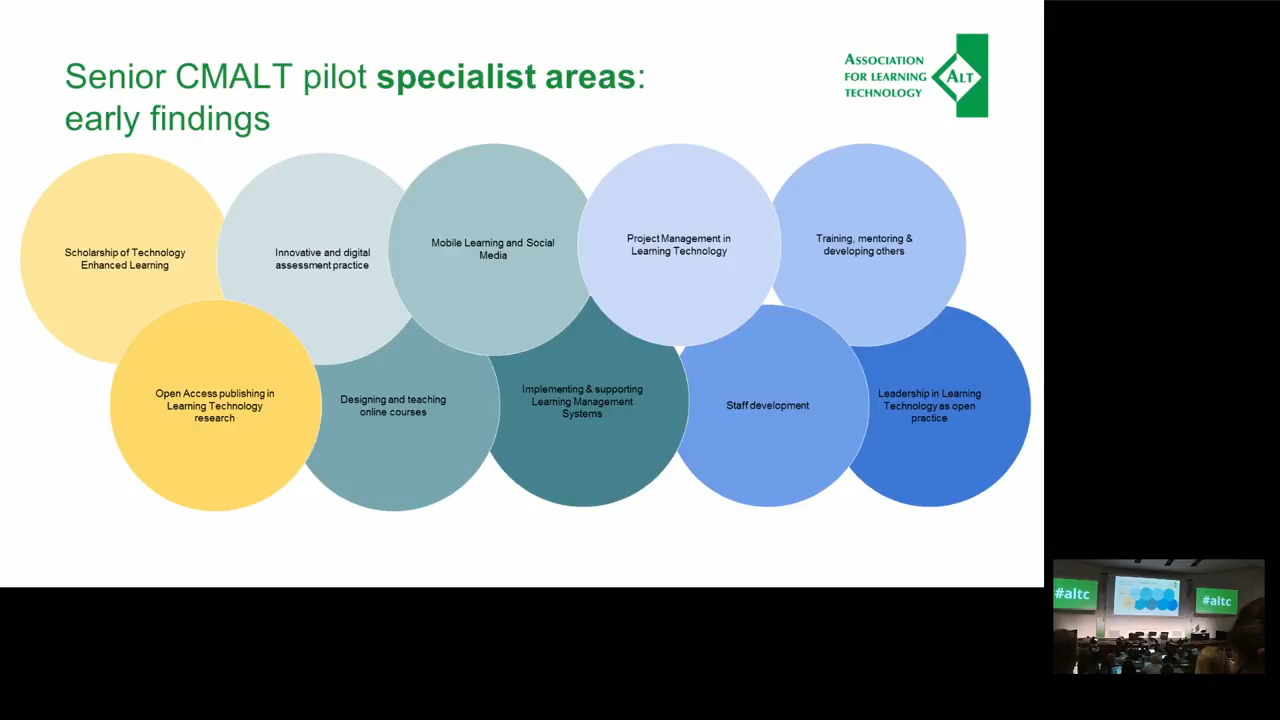 Senior CMALT pilot specialist areas:
early findings
ASSOCIATION
FOR LEARNING
TECHNOLOGY
ALT
Scholarship of Technology
Enhanced Learning
Innovative and digital
assessment practice
Mobile Learning and Social
Media
Project Management in
Learning Technology
Training, mentoring &
developing others
Open Access publishing in
Learning Technology
research
Designing and teaching
online courses
Implementing & supporting
Learning Management
Systems
Staff development
Leadership in Learning
Technology as open
practice
#altc
#altc